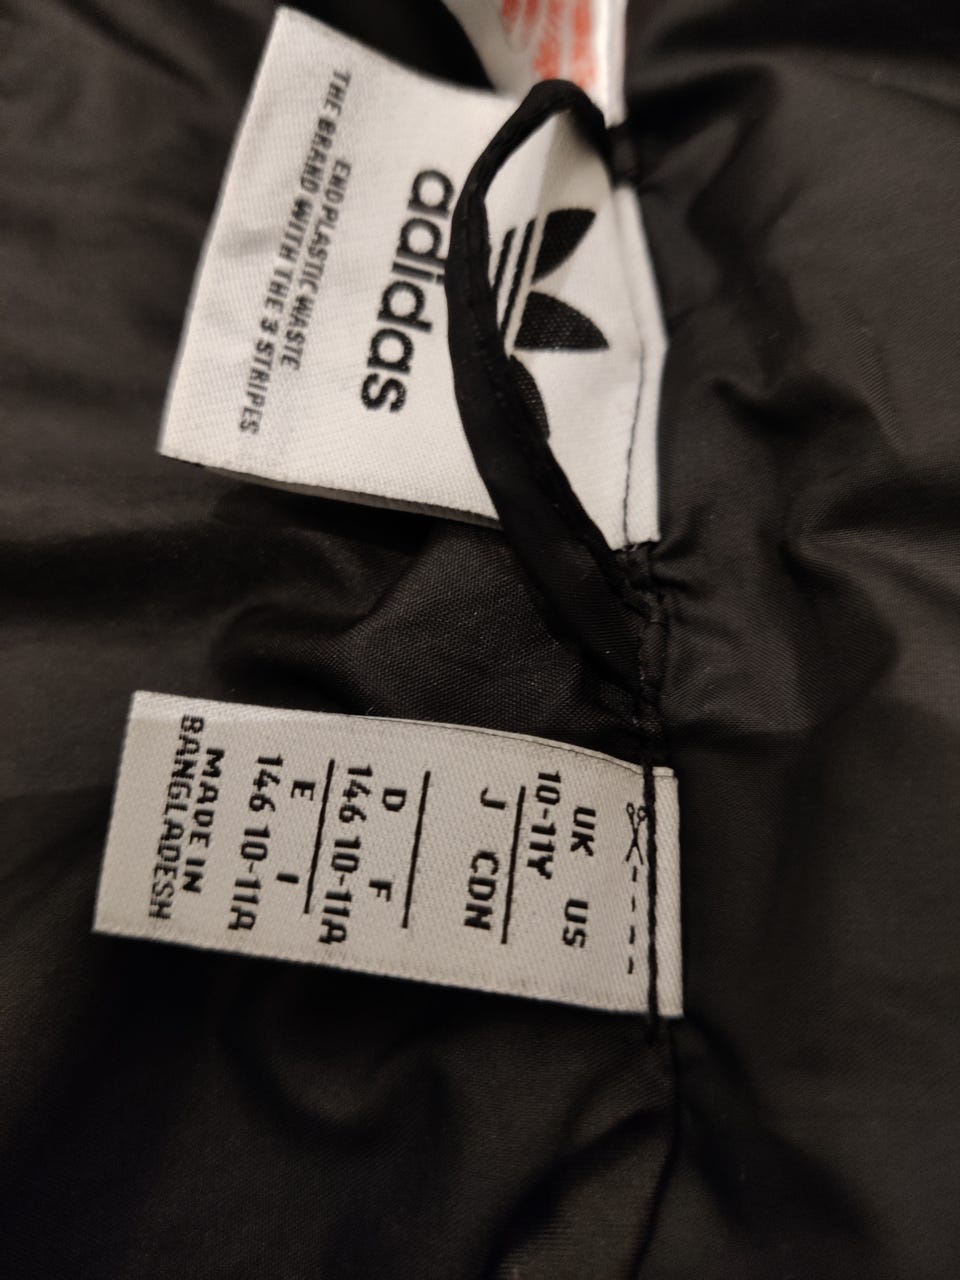 adidas
END PLASTIC WASTE
THE BRAND WITH THE 3 STRIPES
UK US
10-11Y
J CDN
D F
146 10-11A
E I
146 10-11A
MADE IN
BANGLADESH